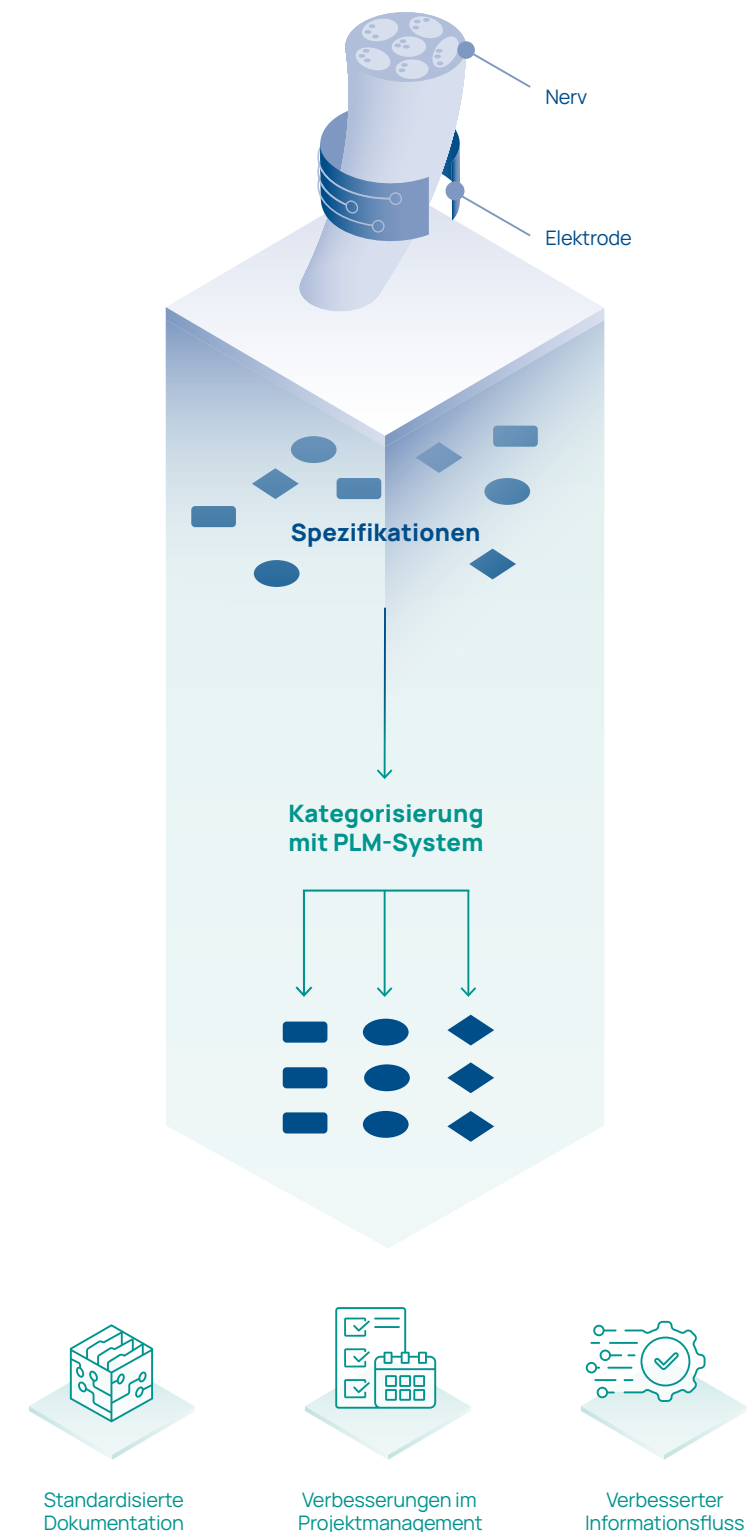 Nerv
Elektrode
Spezifikationen
Kategorisierung
mit PLM-System
Standardisierte
Dokumentation
Verbesserungen im
Projektmanagement
Verbesserter
Informationsfluss